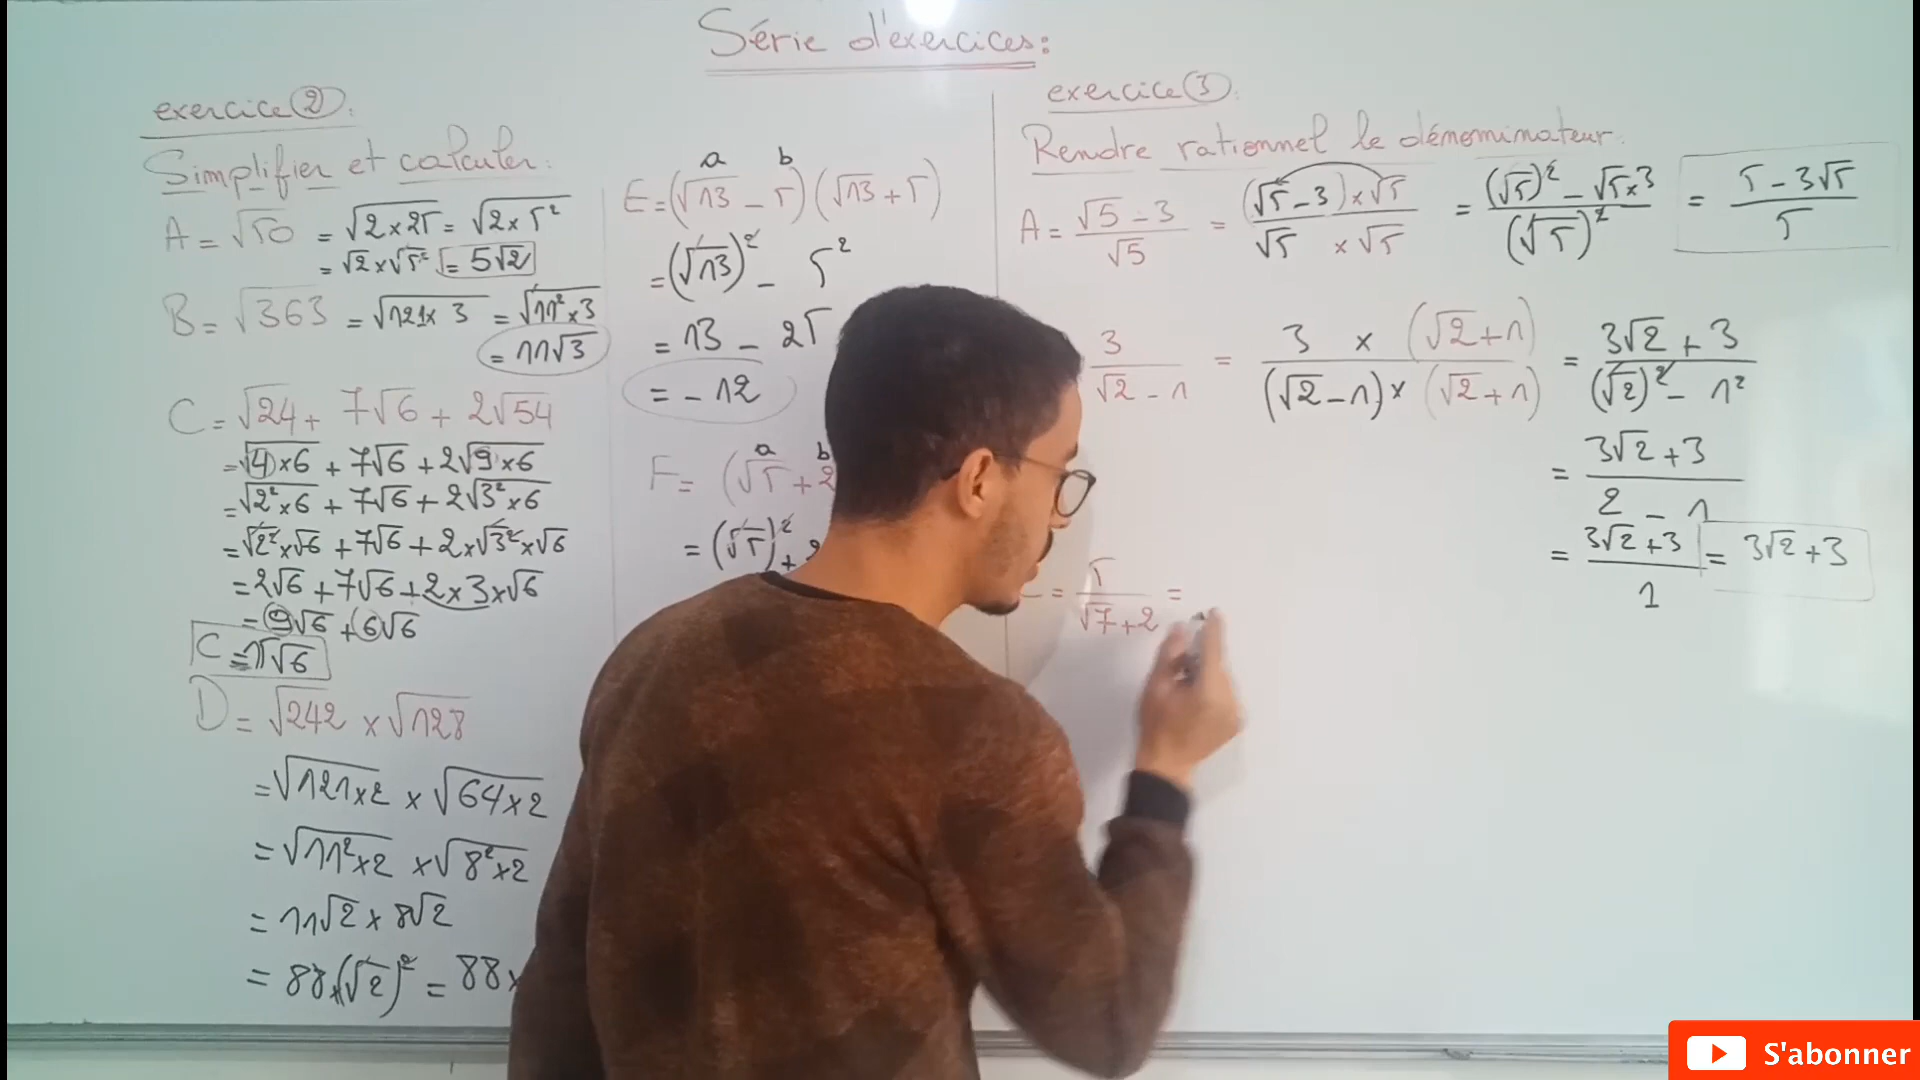 Série d'exercices:
exercice ②:
Simplifier et calculer:
A = √50 = √2×25 = √2×5²
= √2 × √5² = 5√2
B = √363 = √121×3 = √11²×3
= 11√3
C = √24 + 7√6 + 2√54
= √4×6 + 7√6 + 2√9×6
= √2²×6 + 7√6 + 2√3²×6
= √2²×√6 + 7√6 + 2×√3²×√6
= 2√6 + 7√6 + 2×3×√6
= 9√6 + 6√6
C = 15√6
D = √242 × √128
= √121×2 × √64×2
= √11²×2 × √8²×2
= 11√2 × 8√2
= 88×(√2)² = 88×
a b
E = (√13 - 5)(√13 + 5)
= (√13)² - 5²
= 13 - 25
= - 12
a b
F = (√5 + 2
= (√5)² + 2
exercice ③:
Rendre rationnel le dénominateur:
A = √5 - 3 / √5 = (√5 - 3)×√5 / √5 × √5 = (√5)² - √5×3 / (√5)² = 5 - 3√5 / 5
3 / √2 - 1 = 3 × (√2+1) / (√2-1)×(√2+1) = 3√2 + 3 / (√2)² - 1²
= 3√2+3 / 2 - 1
= 3√2+3 / 1 = 3√2+3
= 5 / √7+2 =
S'abonner